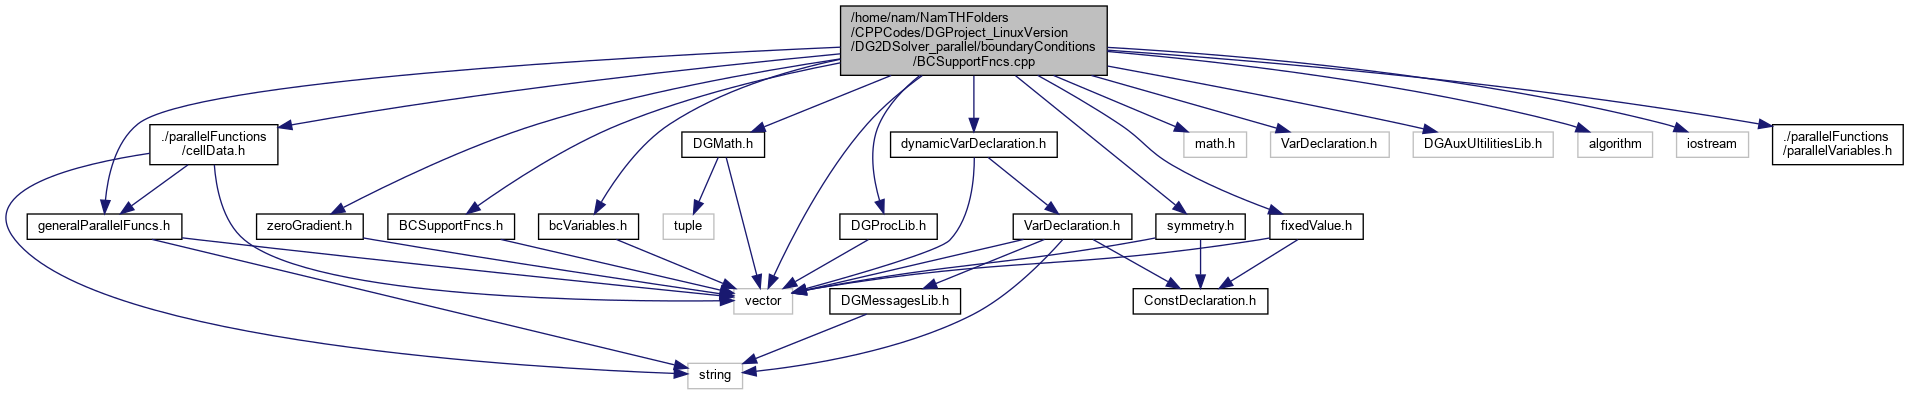 /home/nam/NamTHFolders
/CPPCodes/DGProject_LinuxVersion
/DG2DSolver_parallel/boundaryConditions
/BCSupportFncs.cpp
./parallelFunctions
/cellData.h
DGMath.h
dynamicVarDeclaration.h
math.h
VarDeclaration.h
DGAuxUltilitiesLib.h
algorithm
iostream
./parallelFunctions
/parallelVariables.h
generalParallelFuncs.h
zeroGradient.h
BCSupportFncs.h
bcVariables.h
tuple
DGProcLib.h
VarDeclaration.h
symmetry.h
fixedValue.h
vector
DGMessagesLib.h
ConstDeclaration.h
string